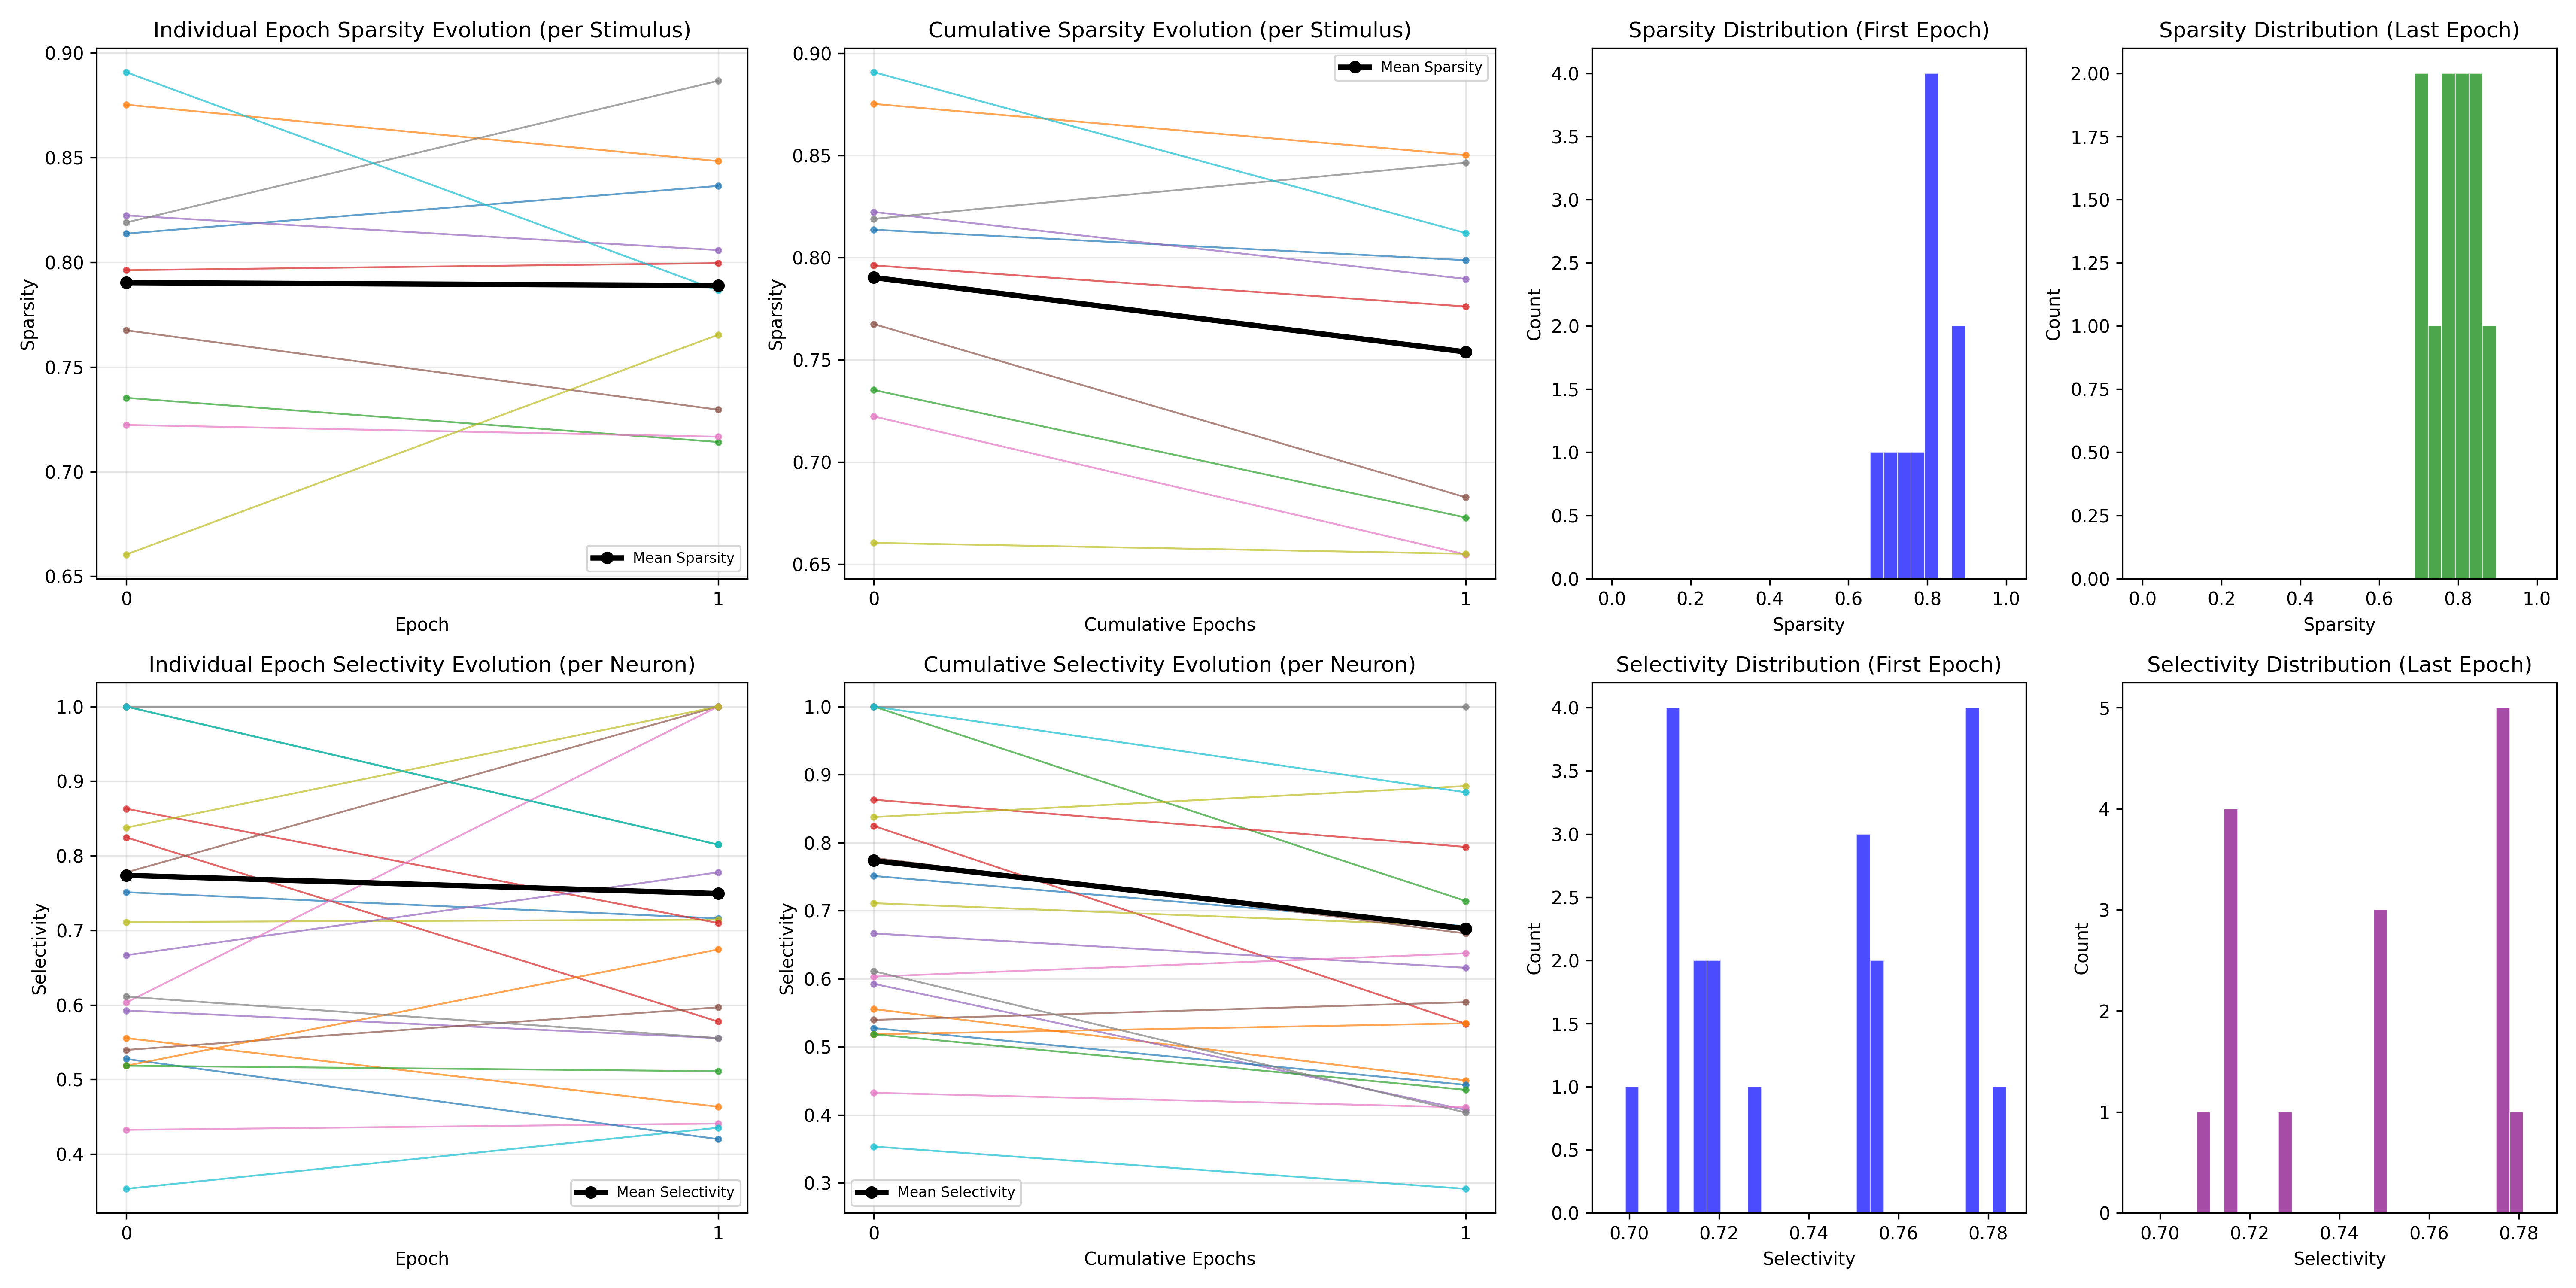 Individual Epoch Sparsity Evolution (per Stimulus)
0.90
0.85
0.80
0.75
0.70
0.65
Sparsity
0 1
Epoch
Mean Sparsity
Cumulative Sparsity Evolution (per Stimulus)
0.90
0.85
0.80
0.75
0.70
0.65
Sparsity
0 1
Cumulative Epochs
Mean Sparsity
Sparsity Distribution (First Epoch)
4.0
3.5
3.0
2.5
2.0
1.5
1.0
0.5
0.0
Count
0.0 0.2 0.4 0.6 0.8 1.0
Sparsity
Sparsity Distribution (Last Epoch)
2.00
1.75
1.50
1.25
1.00
0.75
0.50
0.25
0.00
Count
0.0 0.2 0.4 0.6 0.8 1.0
Sparsity
Individual Epoch Selectivity Evolution (per Neuron)
1.0
0.9
0.8
0.7
0.6
0.5
0.4
Selectivity
0 1
Epoch
Mean Selectivity
Cumulative Selectivity Evolution (per Neuron)
1.0
0.9
0.8
0.7
0.6
0.5
0.4
0.3
Selectivity
0 1
Cumulative Epochs
Mean Selectivity
Selectivity Distribution (First Epoch)
4.0
3.5
3.0
2.5
2.0
1.5
1.0
0.5
0.0
Count
0.70 0.72 0.74 0.76 0.78
Selectivity
Selectivity Distribution (Last Epoch)
5
4
3
2
1
0
Count
0.70 0.72 0.74 0.76 0.78
Selectivity